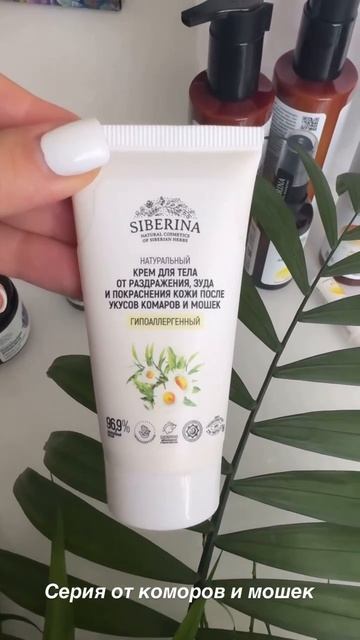 SIBERINA
NATURAL COSMETICS
OF SIBERIAN HERBS
НАТУРАЛЬНЫЙ
КРЕМ ДЛЯ ТЕЛА
ОТ РАЗДРАЖЕНИЯ, ЗУДА
И ПОКРАСНЕНИЯ КОЖИ ПОСЛЕ
УКУСОВ КОМАРОВ И МОШЕК
ГИПОАЛЛЕРГЕННЫЙ
96,9%
SIBERINA
Серия от коморов и мошек